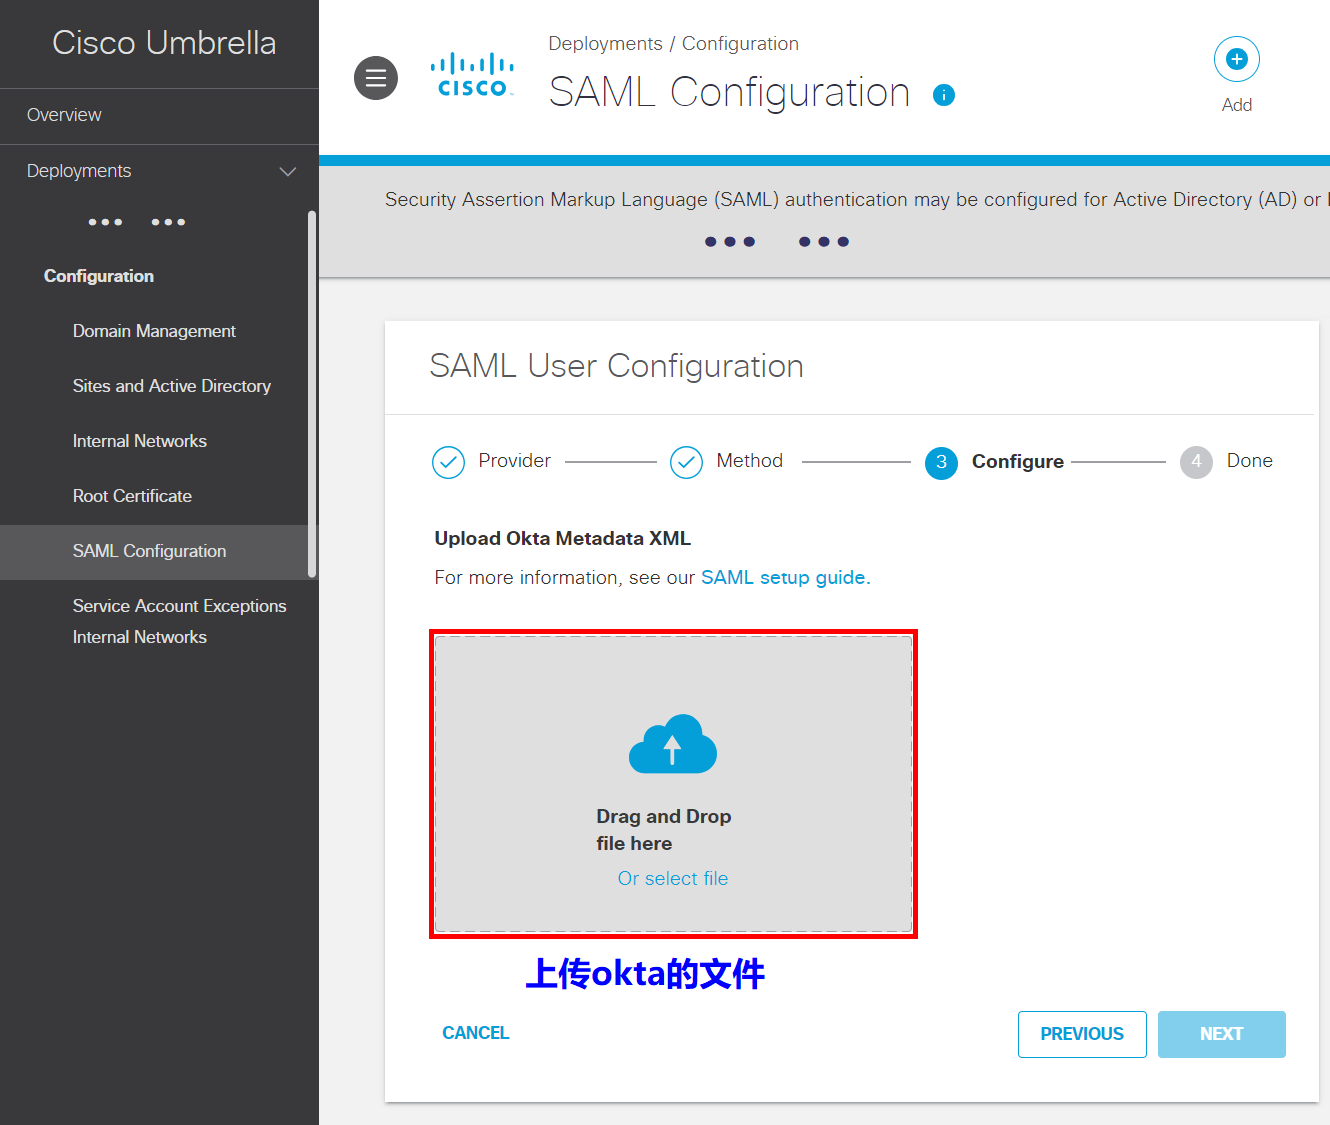 Cisco Umbrella
Overview
Deployments
••• •••
Configuration
Domain Management
Sites and Active Directory
Internal Networks
Root Certificate
SAML Configuration
Service Account Exceptions
Internal Networks
CISCO
Deployments / Configuration
SAML Configuration
i
Add
Security Assertion Markup Language (SAML) authentication may be configured for Active Directory (AD) or
••• •••
SAML User Configuration
Provider
Method
3 Configure
4 Done
Upload Okta Metadata XML
For more information, see our SAML setup guide.
Drag and Drop
file here
Or select file
上传okta的文件
CANCEL
PREVIOUS
NEXT